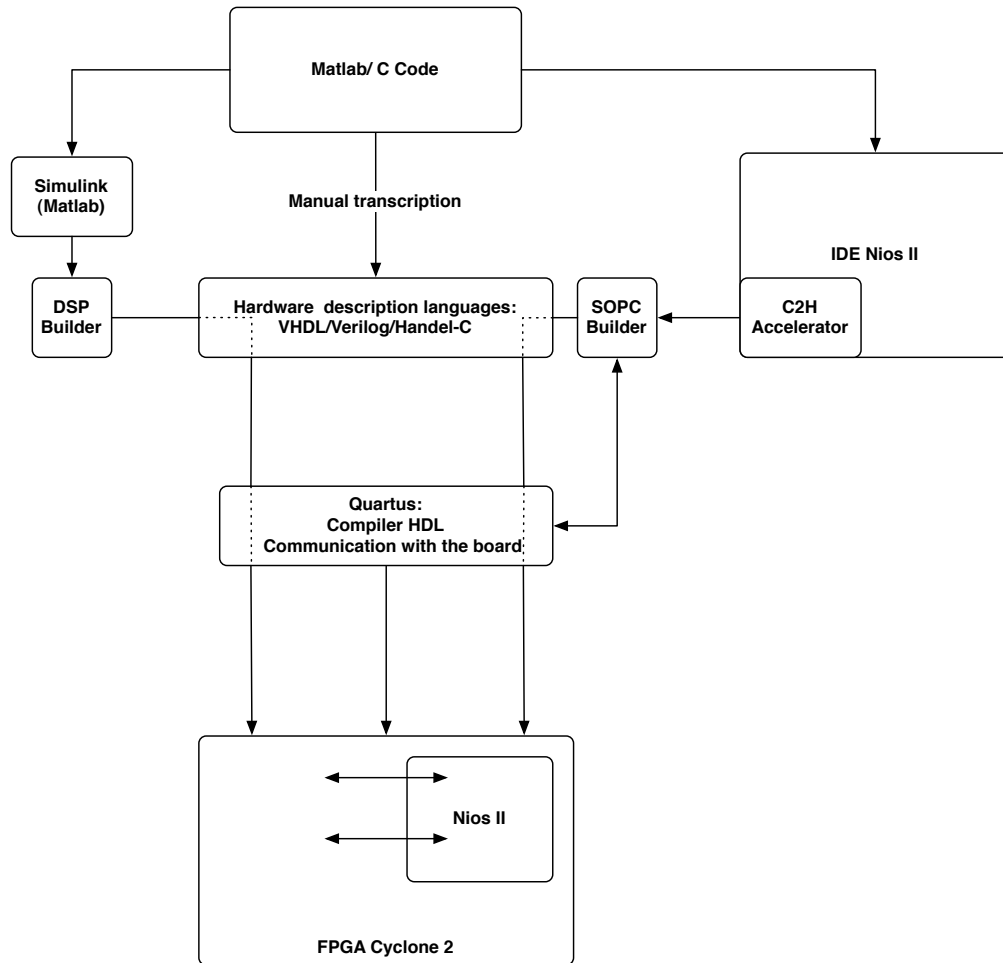 Matlab/ C Code
Simulink
(Matlab)
Manual transcription
IDE Nios II
DSP
Builder
Hardware description languages:
VHDL/Verilog/Handel-C
SOPC
Builder
C2H
Accelerator
Quartus:
Compiler HDL
Communication with the board
Nios II
FPGA Cyclone 2